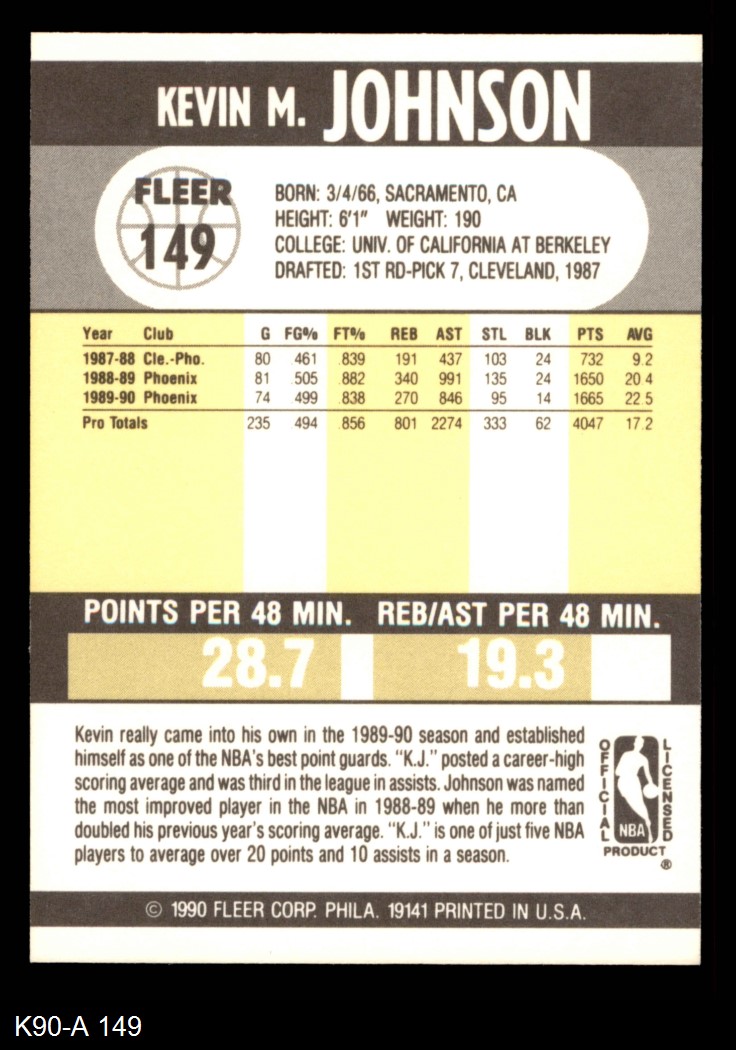 KEVIN M. JOHNSON
FLEER
149
BORN: 3/4/66, SACRAMENTO, CA
HEIGHT: 6'1" WEIGHT: 190
COLLEGE: UNIV. OF CALIFORNIA AT BERKELEY
DRAFTED: 1ST RD-PICK 7, CLEVELAND, 1987
Year Club G FG% FT% REB AST STL BLK PTS AVG
1987-88 Cle.-Pho. 80 .461 .839 191 437 103 24 732 9.2
1988-89 Phoenix 81 .505 .882 340 991 135 24 1650 20.4
1989-90 Phoenix 74 .499 .838 270 846 95 14 1665 22.5
Pro Totals 235 .494 .856 801 2274 333 62 4047 17.2
POINTS PER 48 MIN. REB/AST PER 48 MIN.
28.7 19.3
Kevin really came into his own in the 1989-90 season and established
himself as one of the NBA's best point guards. "K.J." posted a career-high
scoring average and was third in the league in assists. Johnson was named
the most improved player in the NBA in 1988-89 when he more than
doubled his previous year's scoring average. "K.J." is one of just five NBA
players to average over 20 points and 10 assists in a season.
OFFICIAL
LICENSED
NBA
PRODUCT
®
© 1990 FLEER CORP. PHILA. 19141 PRINTED IN U.S.A.
K90-A 149